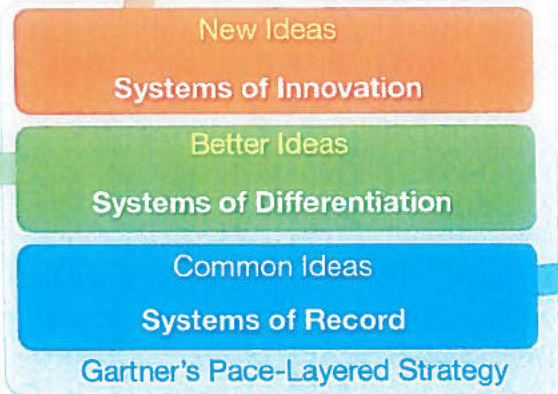 New Ideas
Systems of Innovation
Better Ideas
Systems of Differentiation
Common Ideas
Systems of Record
Gartner's Pace-Layered Strategy